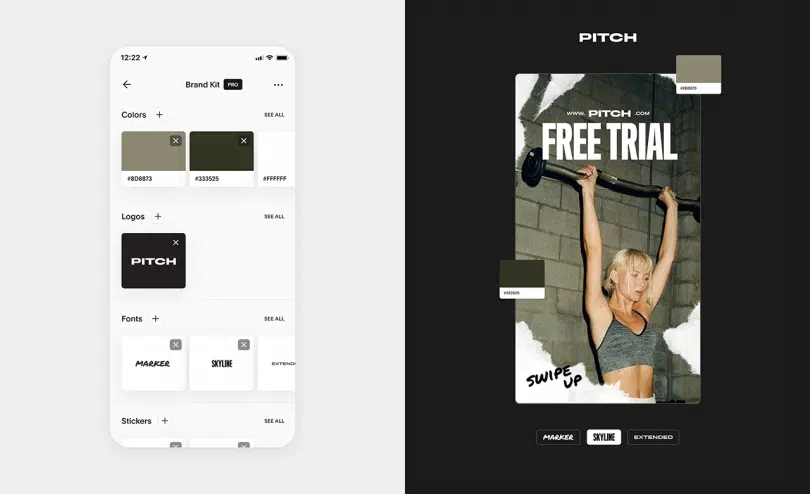 12:22
Brand Kit PRO
Colors + SEE ALL
#8D8873 #333525 #FFFFFF
Logos + SEE ALL
PITCH
Fonts + SEE ALL
MARKER SKYLINE EXTEND
Stickers + SEE ALL
PITCH
#8D8873
WWW. PITCH .COM
FREE TRIAL
#333525
SWIPE
UP
MARKER SKYLINE EXTENDED